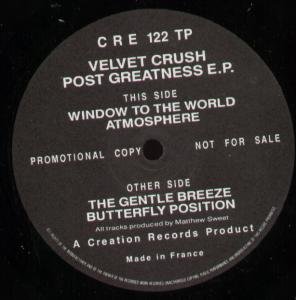 CRE 122 TP
VELVET CRUSH
POST GREATNESS E.P.
THIS SIDE
WINDOW TO THE WORLD
ATMOSPHERE
PROMOTIONAL COPY NOT FOR SALE
OTHER SIDE
THE GENTLE BREEZE
BUTTERFLY POSITION
All tracks produced by Matthew Sweet
A Creation Records Product
Made in France